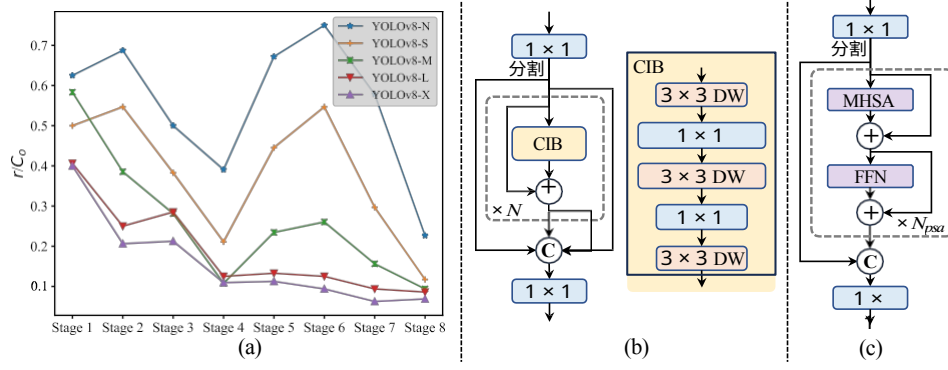 r/Cₒ
0.7
0.6
0.5
0.4
0.3
0.2
0.1
YOLOv8-N
YOLOv8-S
YOLOv8-M
YOLOv8-L
YOLOv8-X
Stage 1 Stage 2 Stage 3 Stage 4 Stage 5 Stage 6 Stage 7 Stage 8
(a)
1 × 1
分割
CIB
+
× N
C
1 × 1
CIB
3 × 3 DW
1 × 1
3 × 3 DW
1 × 1
3 × 3 DW
(b)
1 × 1
分割
MHSA
+
FFN
+
× Npsa
C
1 ×
(c)